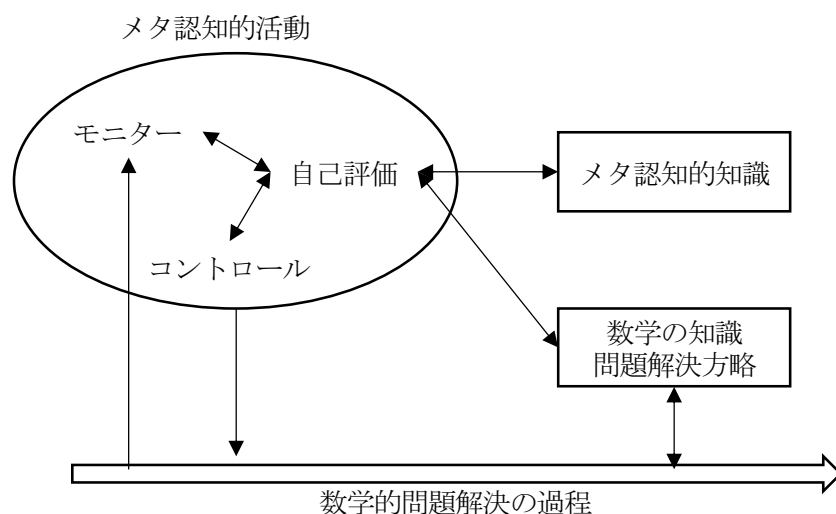 メタ認知的活動
モニター
自己評価
メタ認知的知識
コントロール
数学の知識
問題解決方略
数学的問題解決の過程